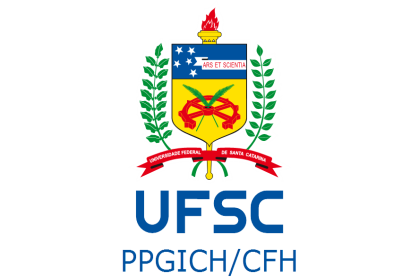 ARS ET SCIENTIA
UNIVERSIDADE FEDERAL DE SANTA CATARINA
UFSC
PPGICH/CFH